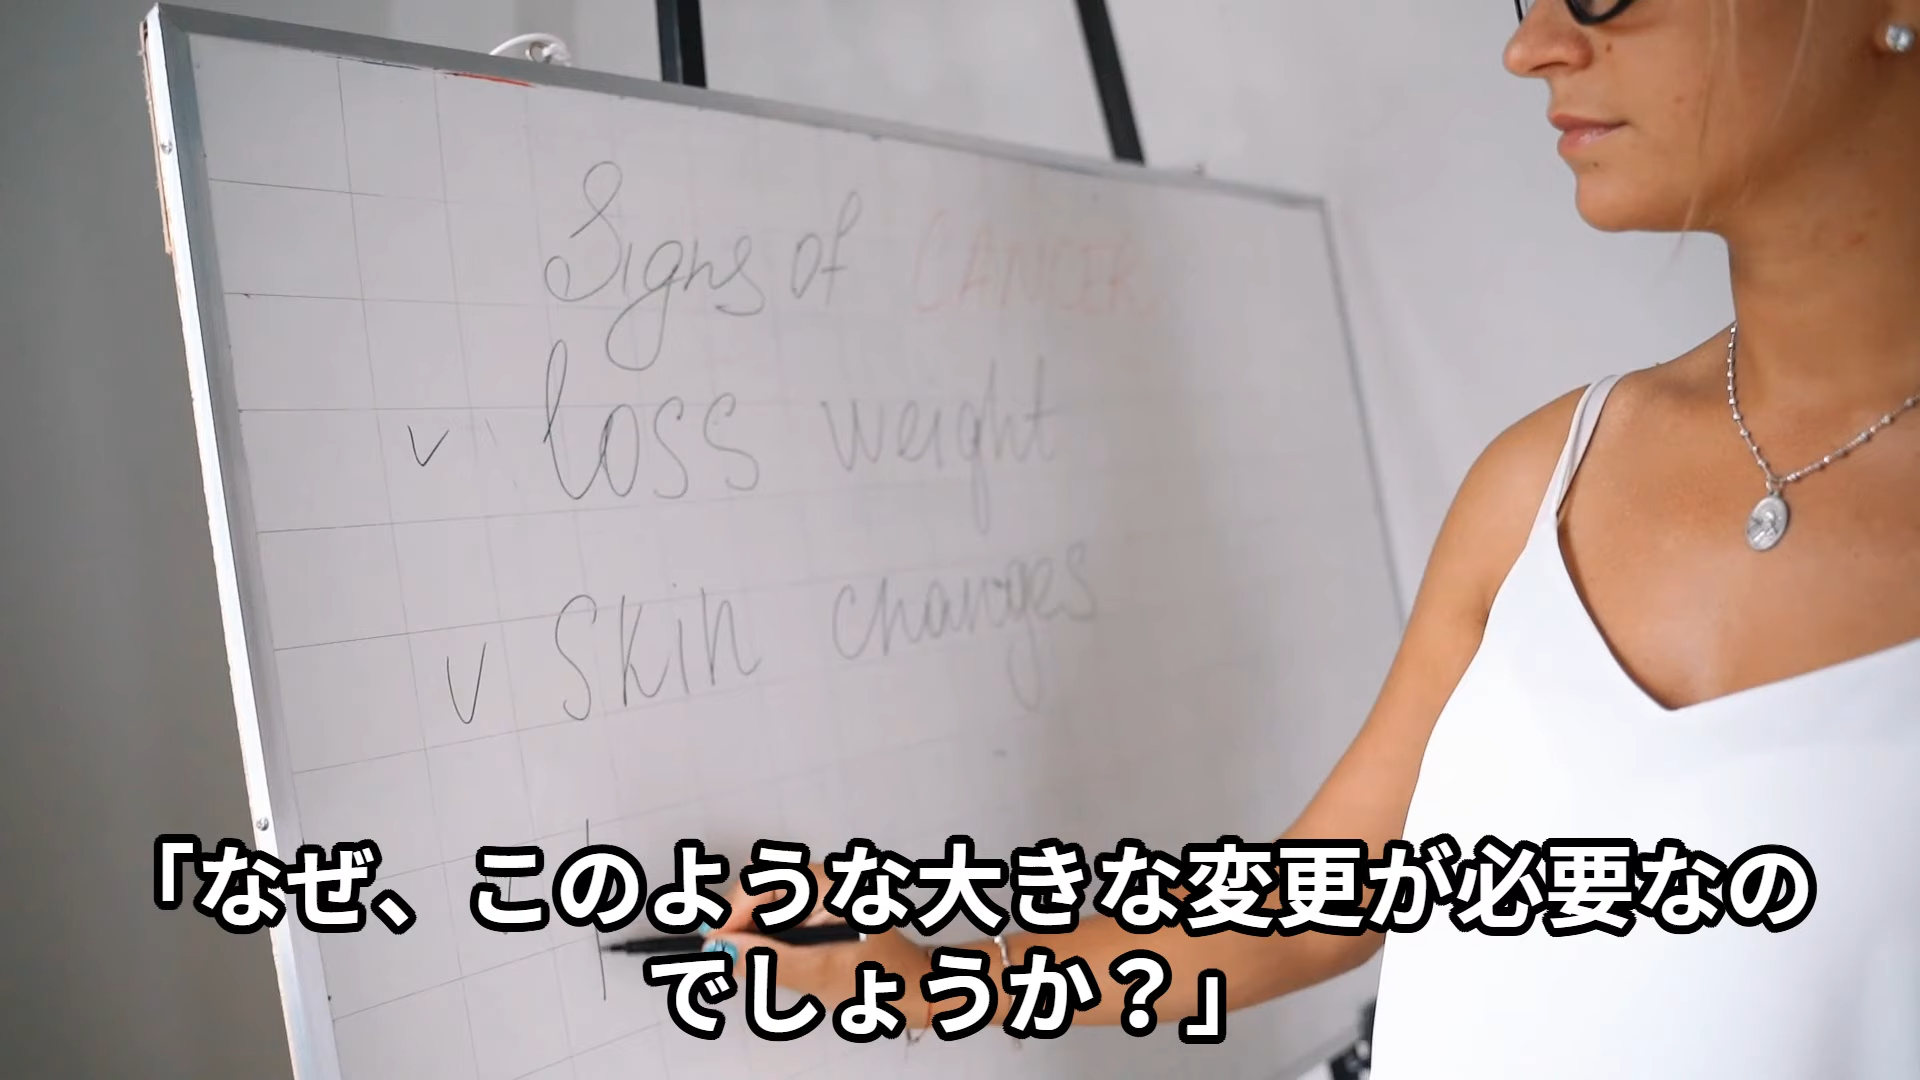 Signs of CANCER
v loss weight
v skin changes
「なぜ、このような大きな変更が必要なの
でしょうか？」